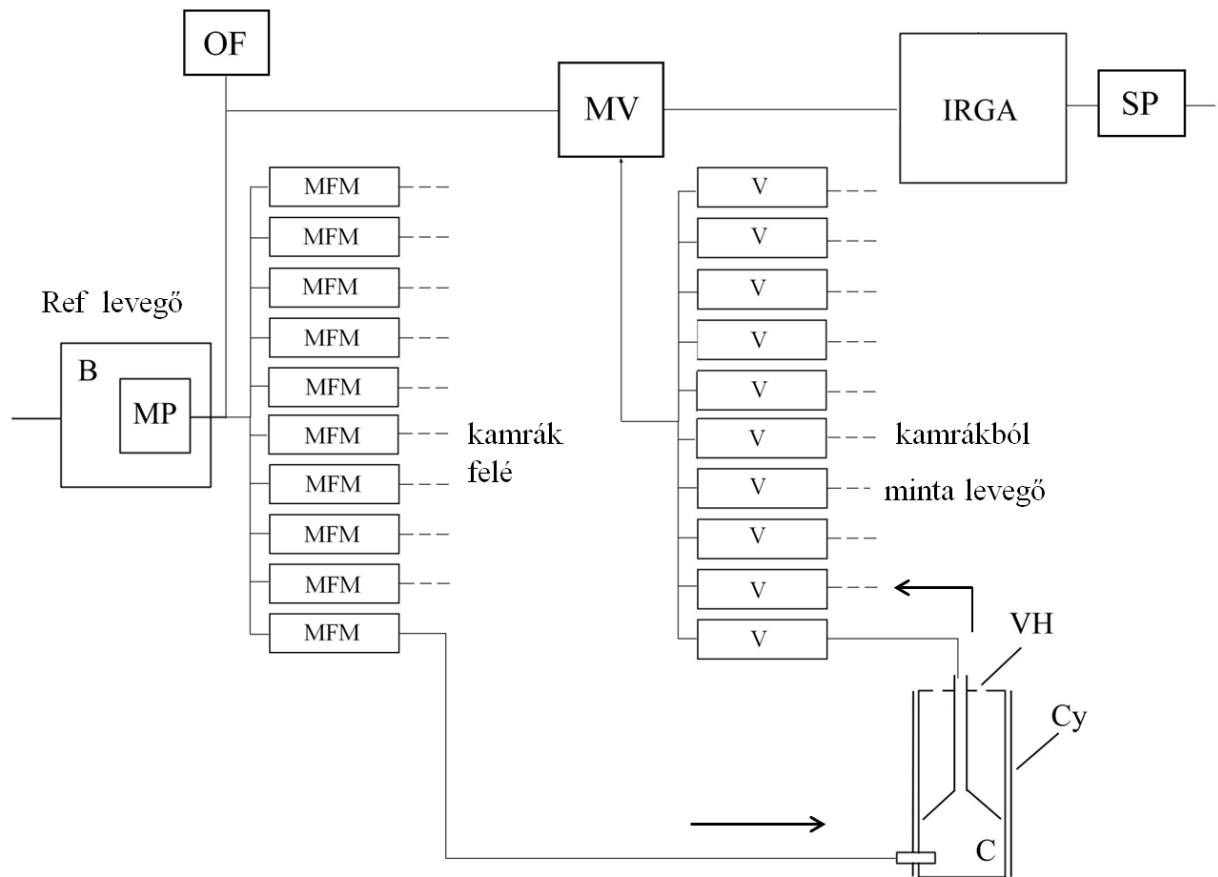 OF
MV
IRGA
SP
Ref levegő
B
MP
MFM
MFM
MFM
MFM
MFM
MFM
MFM
MFM
MFM
MFM
kamrák
felé
V
V
V
V
V
V
V
V
V
V
kamrákból
minta levegő
VH
Cy
C